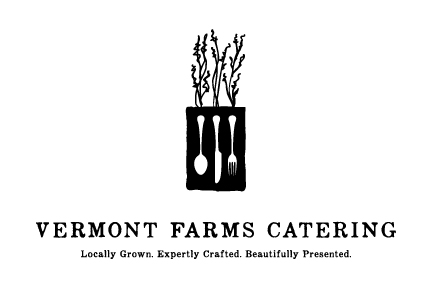 VERMONT FARMS CATERING
Locally Grown. Expertly Crafted. Beautifully Presented.